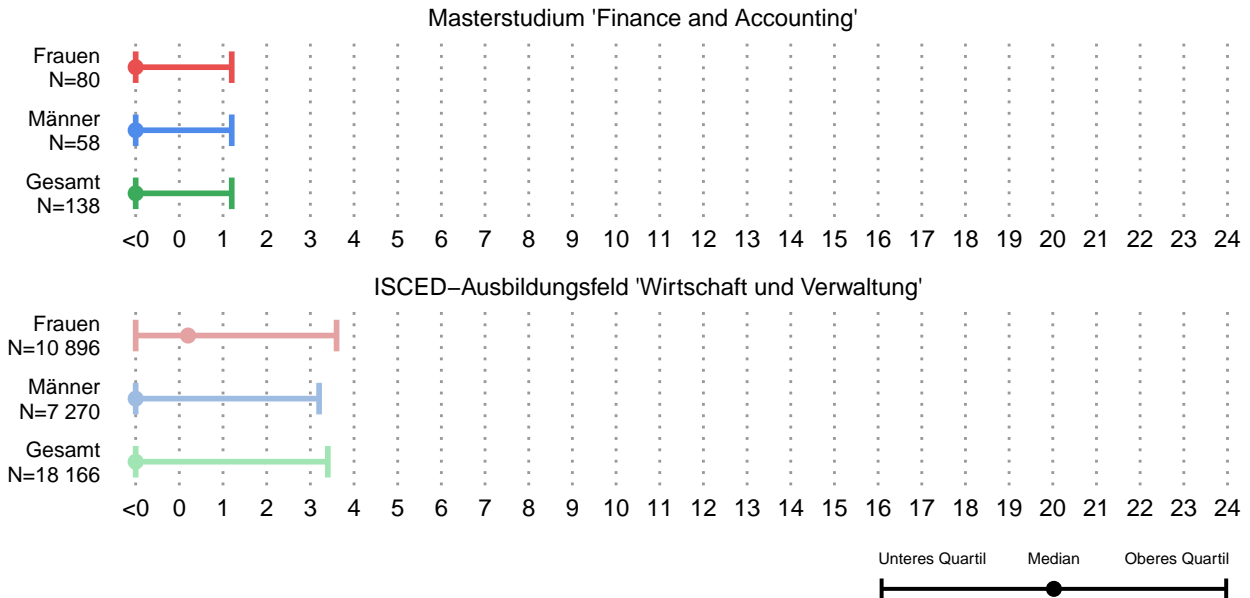 Masterstudium 'Finance and Accounting'
Frauen
N=80
Männer
N=58
Gesamt
N=138
<0 0 1 2 3 4 5 6 7 8 9 10 11 12 13 14 15 16 17 18 19 20 21 22 23 24
ISCED−Ausbildungsfeld 'Wirtschaft und Verwaltung'
Frauen
N=10 896
Männer
N=7 270
Gesamt
N=18 166
<0 0 1 2 3 4 5 6 7 8 9 10 11 12 13 14 15 16 17 18 19 20 21 22 23 24
Unteres Quartil Median Oberes Quartil